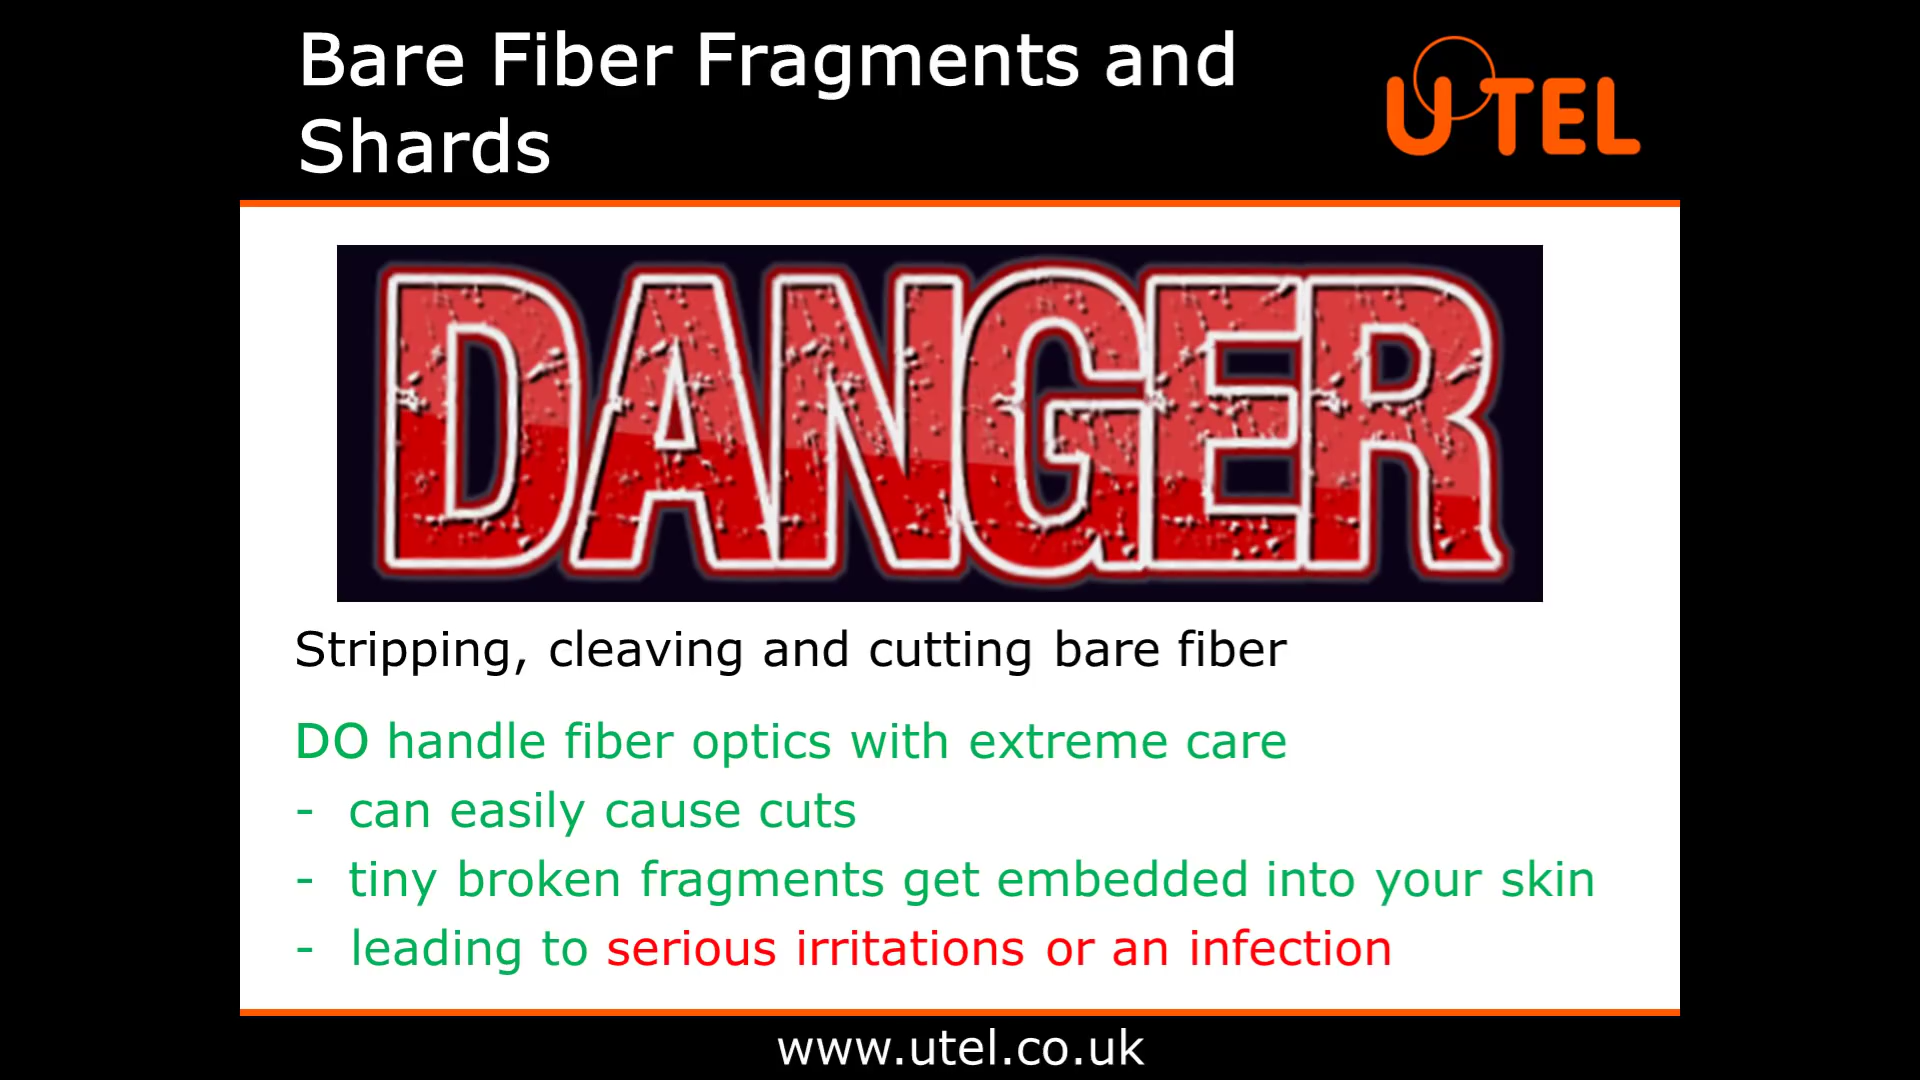 Bare Fiber Fragments and
Shards
UTEL
DANGER
Stripping, cleaving and cutting bare fiber
DO handle fiber optics with extreme care
- can easily cause cuts
- tiny broken fragments get embedded into your skin
- leading to serious irritations or an infection
www.utel.co.uk